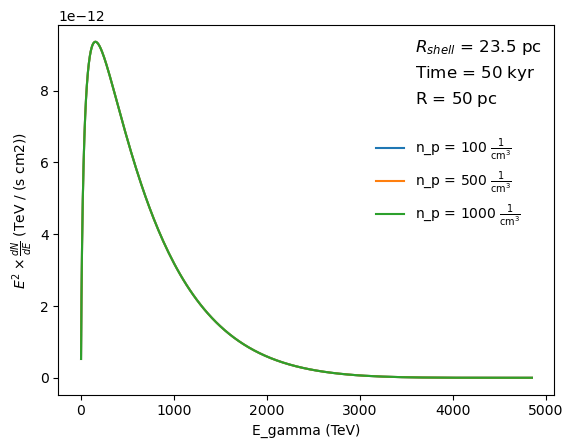 1e−12
R_shell = 23.5 pc
Time = 50 kyr
R = 50 pc
n_p = 100 1/cm³
n_p = 500 1/cm³
n_p = 1000 1/cm³
E² × dN/dE (TeV / (s cm2))
8
6
4
2
0
0 1000 2000 3000 4000 5000
E_gamma (TeV)